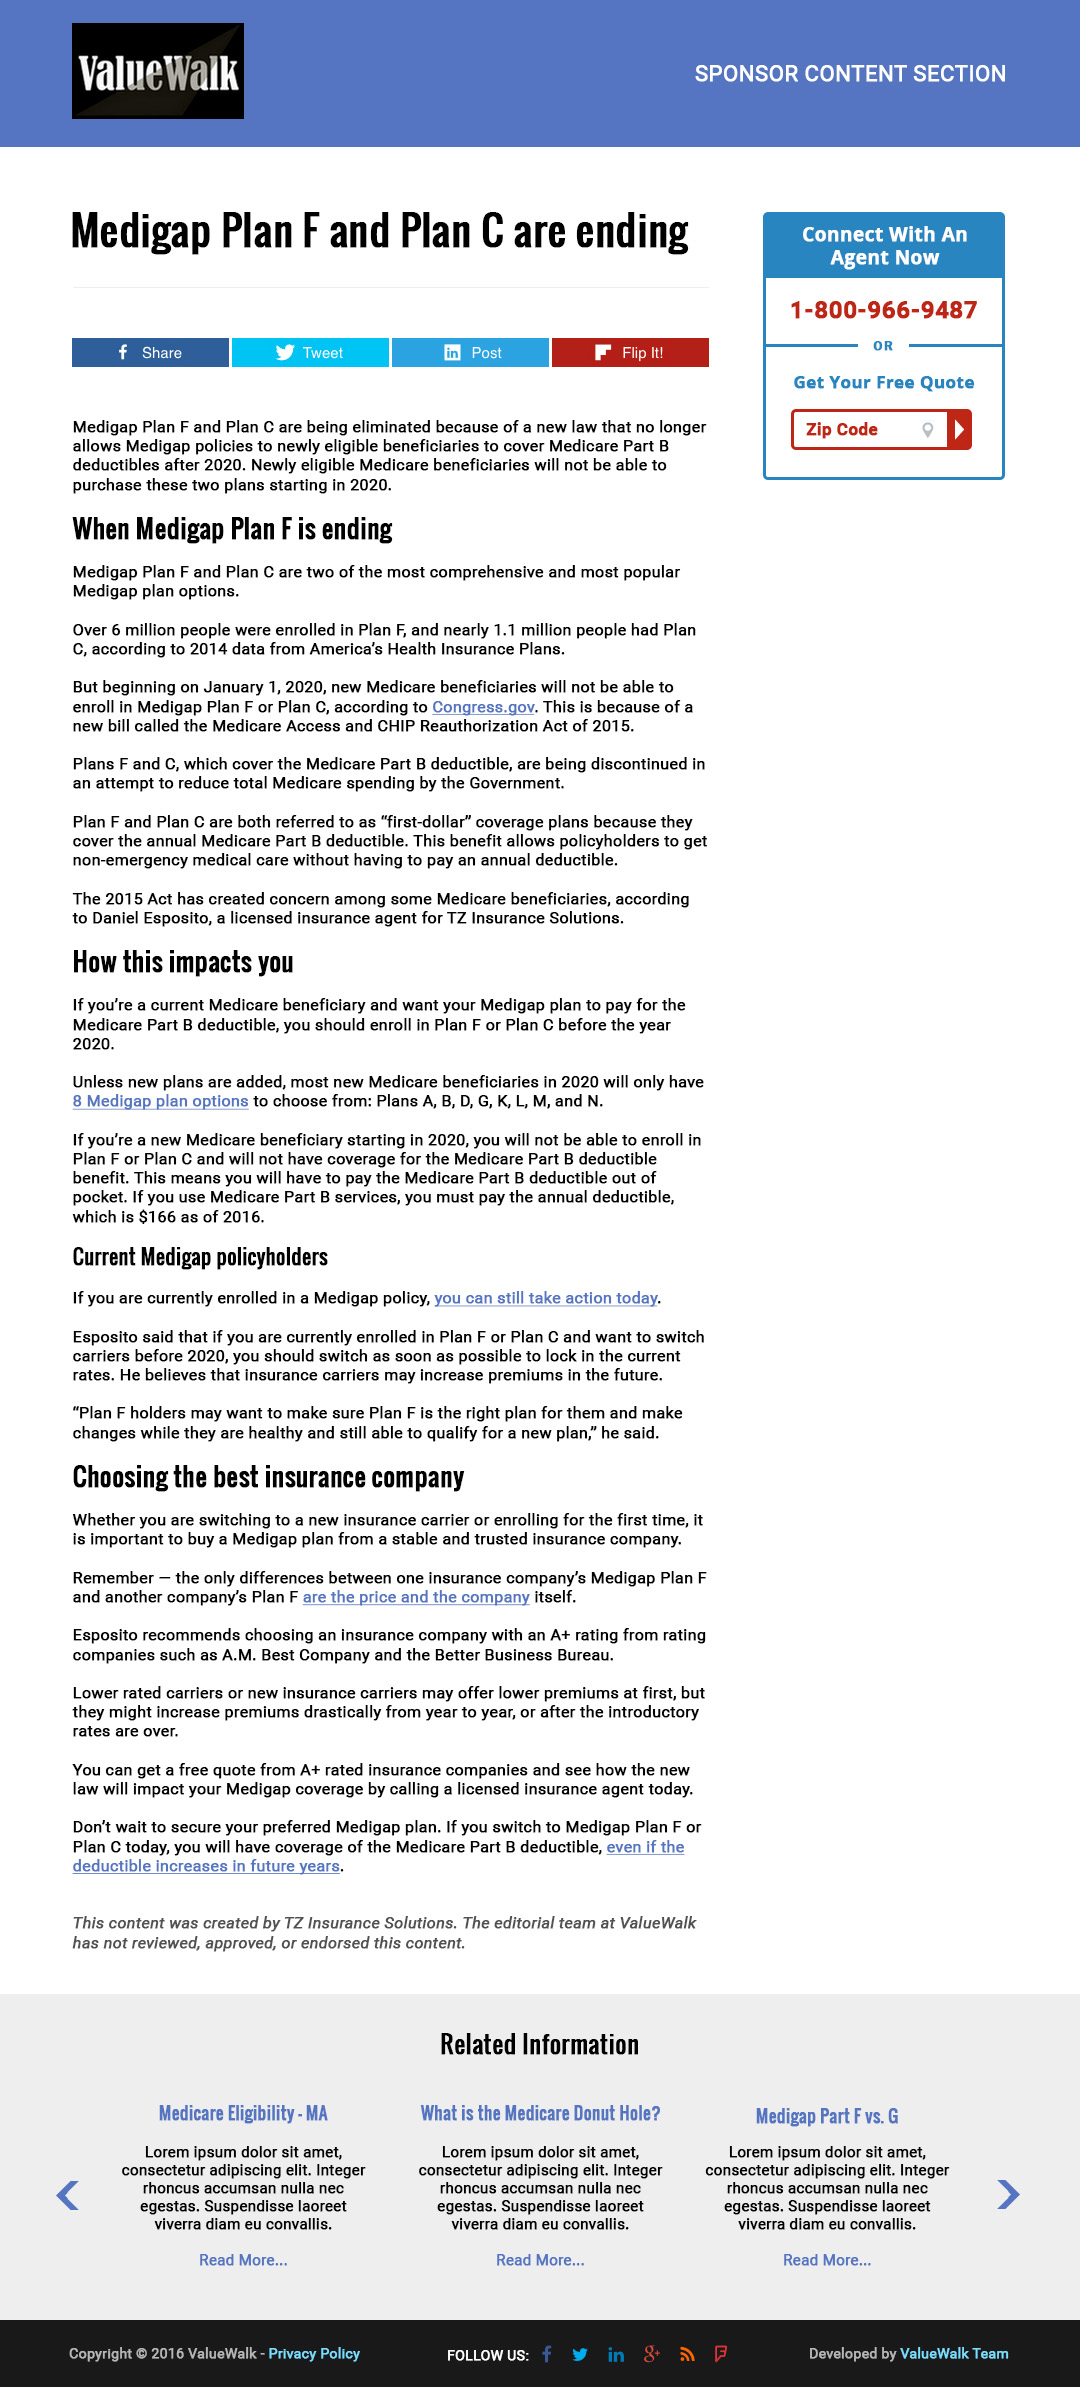 ValueWalk
SPONSOR CONTENT SECTION
Medigap Plan F and Plan C are ending
Share
Tweet
Post
Flip It!
Connect With An
Agent Now
1-800-966-9487
OR
Get Your Free Quote
Zip Code
Medigap Plan F and Plan C are being eliminated because of a new law that no longer
allows Medigap policies to newly eligible beneficiaries to cover Medicare Part B
deductibles after 2020. Newly eligible Medicare beneficiaries will not be able to
purchase these two plans starting in 2020.
When Medigap Plan F is ending
Medigap Plan F and Plan C are two of the most comprehensive and most popular
Medigap plan options.
Over 6 million people were enrolled in Plan F, and nearly 1.1 million people had Plan
C, according to 2014 data from America’s Health Insurance Plans.
But beginning on January 1, 2020, new Medicare beneficiaries will not be able to
enroll in Medigap Plan F or Plan C, according to Congress.gov. This is because of a
new bill called the Medicare Access and CHIP Reauthorization Act of 2015.
Plans F and C, which cover the Medicare Part B deductible, are being discontinued in
an attempt to reduce total Medicare spending by the Government.
Plan F and Plan C are both referred to as “first-dollar” coverage plans because they
cover the annual Medicare Part B deductible. This benefit allows policyholders to get
non-emergency medical care without having to pay an annual deductible.
The 2015 Act has created concern among some Medicare beneficiaries, according
to Daniel Esposito, a licensed insurance agent for TZ Insurance Solutions.
How this impacts you
If you’re a current Medicare beneficiary and want your Medigap plan to pay for the
Medicare Part B deductible, you should enroll in Plan F or Plan C before the year
2020.
Unless new plans are added, most new Medicare beneficiaries in 2020 will only have
8 Medigap plan options to choose from: Plans A, B, D, G, K, L, M, and N.
If you’re a new Medicare beneficiary starting in 2020, you will not be able to enroll in
Plan F or Plan C and will not have coverage for the Medicare Part B deductible
benefit. This means you will have to pay the Medicare Part B deductible out of
pocket. If you use Medicare Part B services, you must pay the annual deductible,
which is $166 as of 2016.
Current Medigap policyholders
If you are currently enrolled in a Medigap policy, you can still take action today.
Esposito said that if you are currently enrolled in Plan F or Plan C and want to switch
carriers before 2020, you should switch as soon as possible to lock in the current
rates. He believes that insurance carriers may increase premiums in the future.
“Plan F holders may want to make sure Plan F is the right plan for them and make
changes while they are healthy and still able to qualify for a new plan,” he said.
Choosing the best insurance company
Whether you are switching to a new insurance carrier or enrolling for the first time, it
is important to buy a Medigap plan from a stable and trusted insurance company.
Remember — the only differences between one insurance company’s Medigap Plan F
and another company’s Plan F are the price and the company itself.
Esposito recommends choosing an insurance company with an A+ rating from rating
companies such as A.M. Best Company and the Better Business Bureau.
Lower rated carriers or new insurance carriers may offer lower premiums at first, but
they might increase premiums drastically from year to year, or after the introductory
rates are over.
You can get a free quote from A+ rated insurance companies and see how the new
law will impact your Medigap coverage by calling a licensed insurance agent today.
Don’t wait to secure your preferred Medigap plan. If you switch to Medigap Plan F or
Plan C today, you will have coverage of the Medicare Part B deductible, even if the
deductible increases in future years.
This content was created by TZ Insurance Solutions. The editorial team at ValueWalk
has not reviewed, approved, or endorsed this content.
Related Information
Medicare Eligibility - MA
Lorem ipsum dolor sit amet,
consectetur adipiscing elit. Integer
rhoncus accumsan nulla nec
egestas. Suspendisse laoreet
viverra diam eu convallis.
Read More...
What is the Medicare Donut Hole?
Lorem ipsum dolor sit amet,
consectetur adipiscing elit. Integer
rhoncus accumsan nulla nec
egestas. Suspendisse laoreet
viverra diam eu convallis.
Read More...
Medigap Part F vs. G
Lorem ipsum dolor sit amet,
consectetur adipiscing elit. Integer
rhoncus accumsan nulla nec
egestas. Suspendisse laoreet
viverra diam eu convallis.
Read More...
Copyright © 2016 ValueWalk - Privacy Policy
FOLLOW US:
Developed by ValueWalk Team